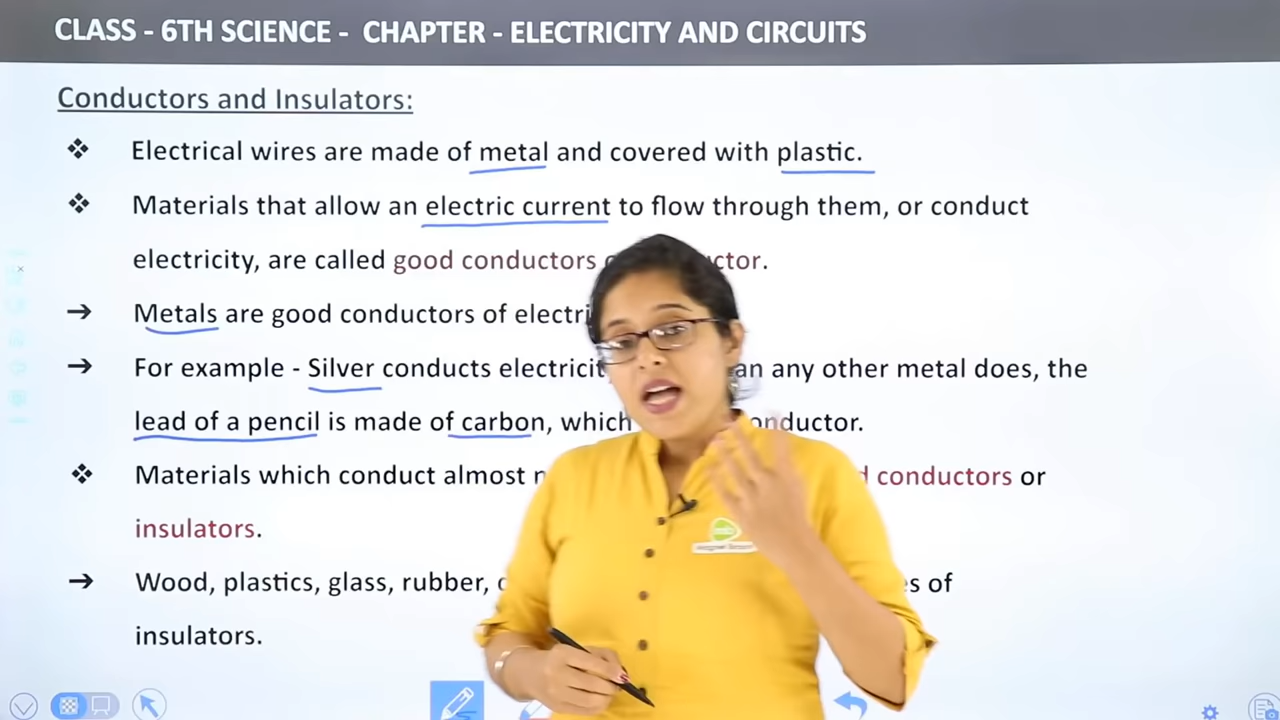 CLASS - 6TH SCIENCE - CHAPTER - ELECTRICITY AND CIRCUITS
Conductors and Insulators:
Electrical wires are made of metal and covered with plastic.
Materials that allow an electric current to flow through them, or conduct
electricity, are called good conductors
Metals are good conductors of
For example - Silver conducts any other metal does, the
lead of a pencil is made of carbon, which
Materials which conduct almost conductors or
insulators.
Wood, plastics, glass, rubber, of
insulators.